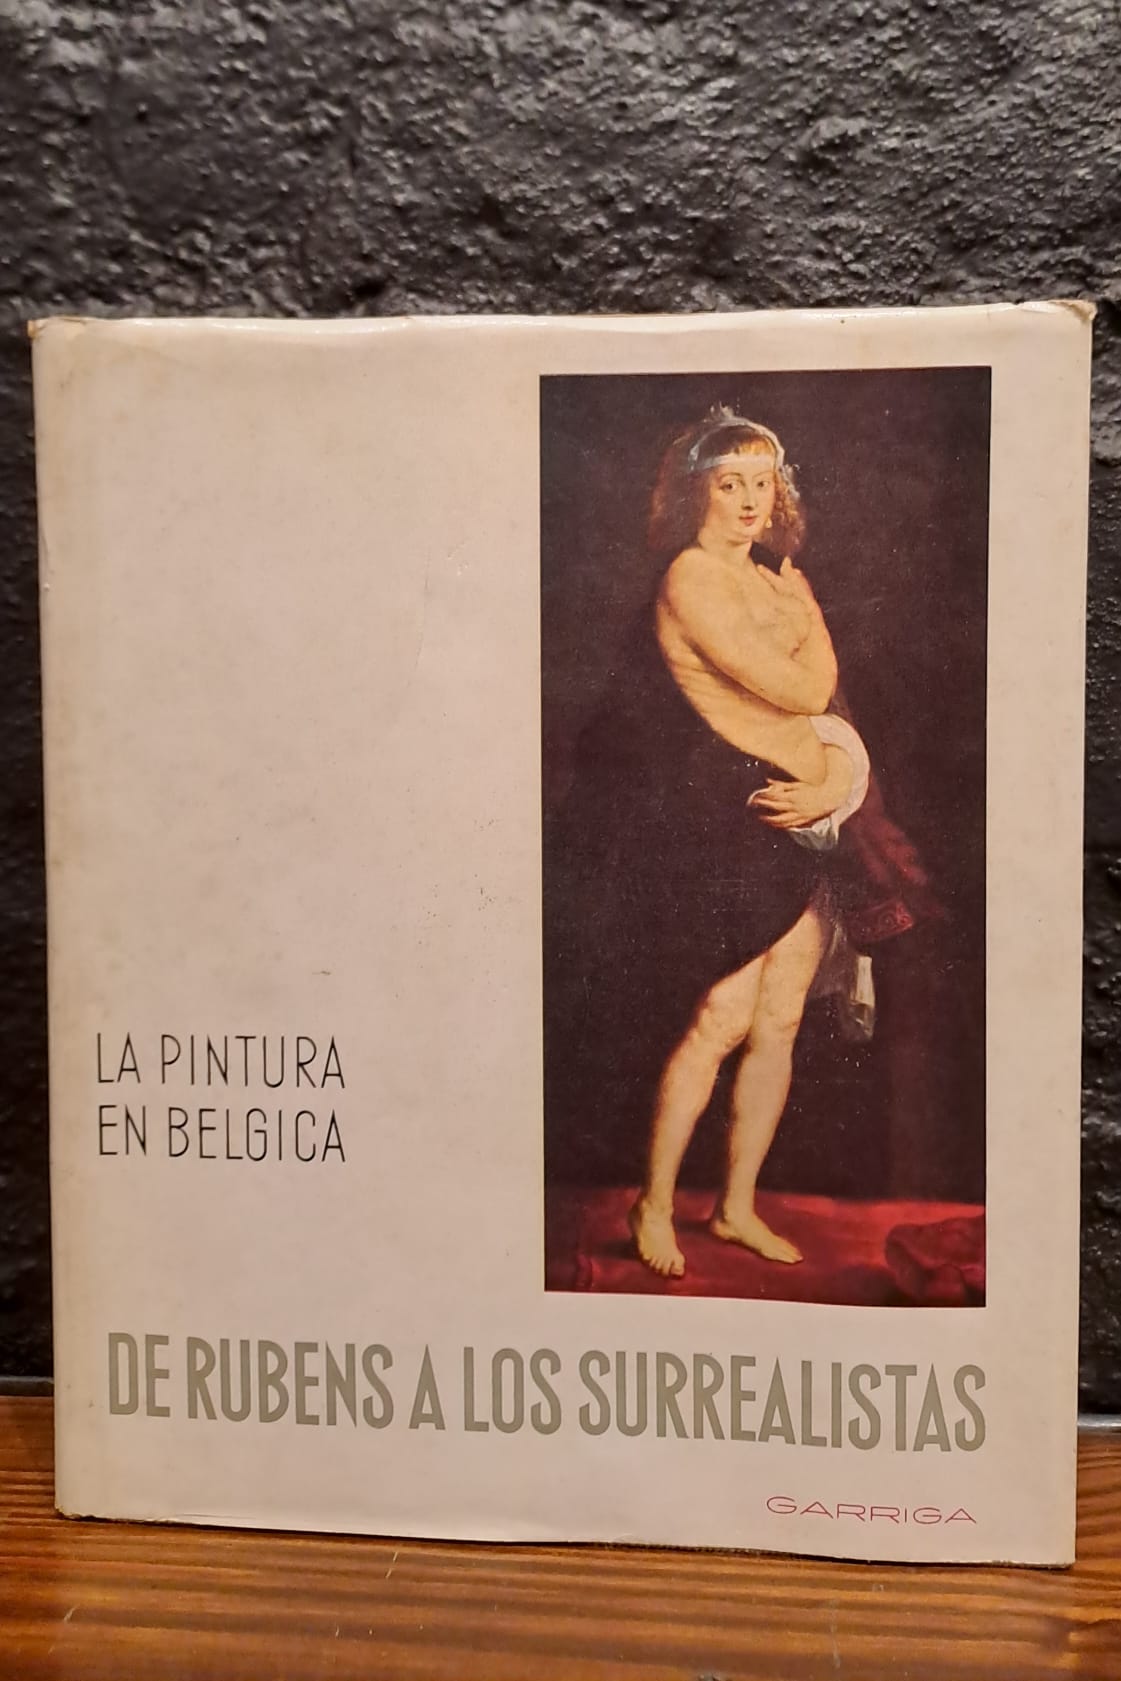 LA PINTURA
EN BELGICA
DE RUBENS A LOS SURREALISTAS
GARRIGA